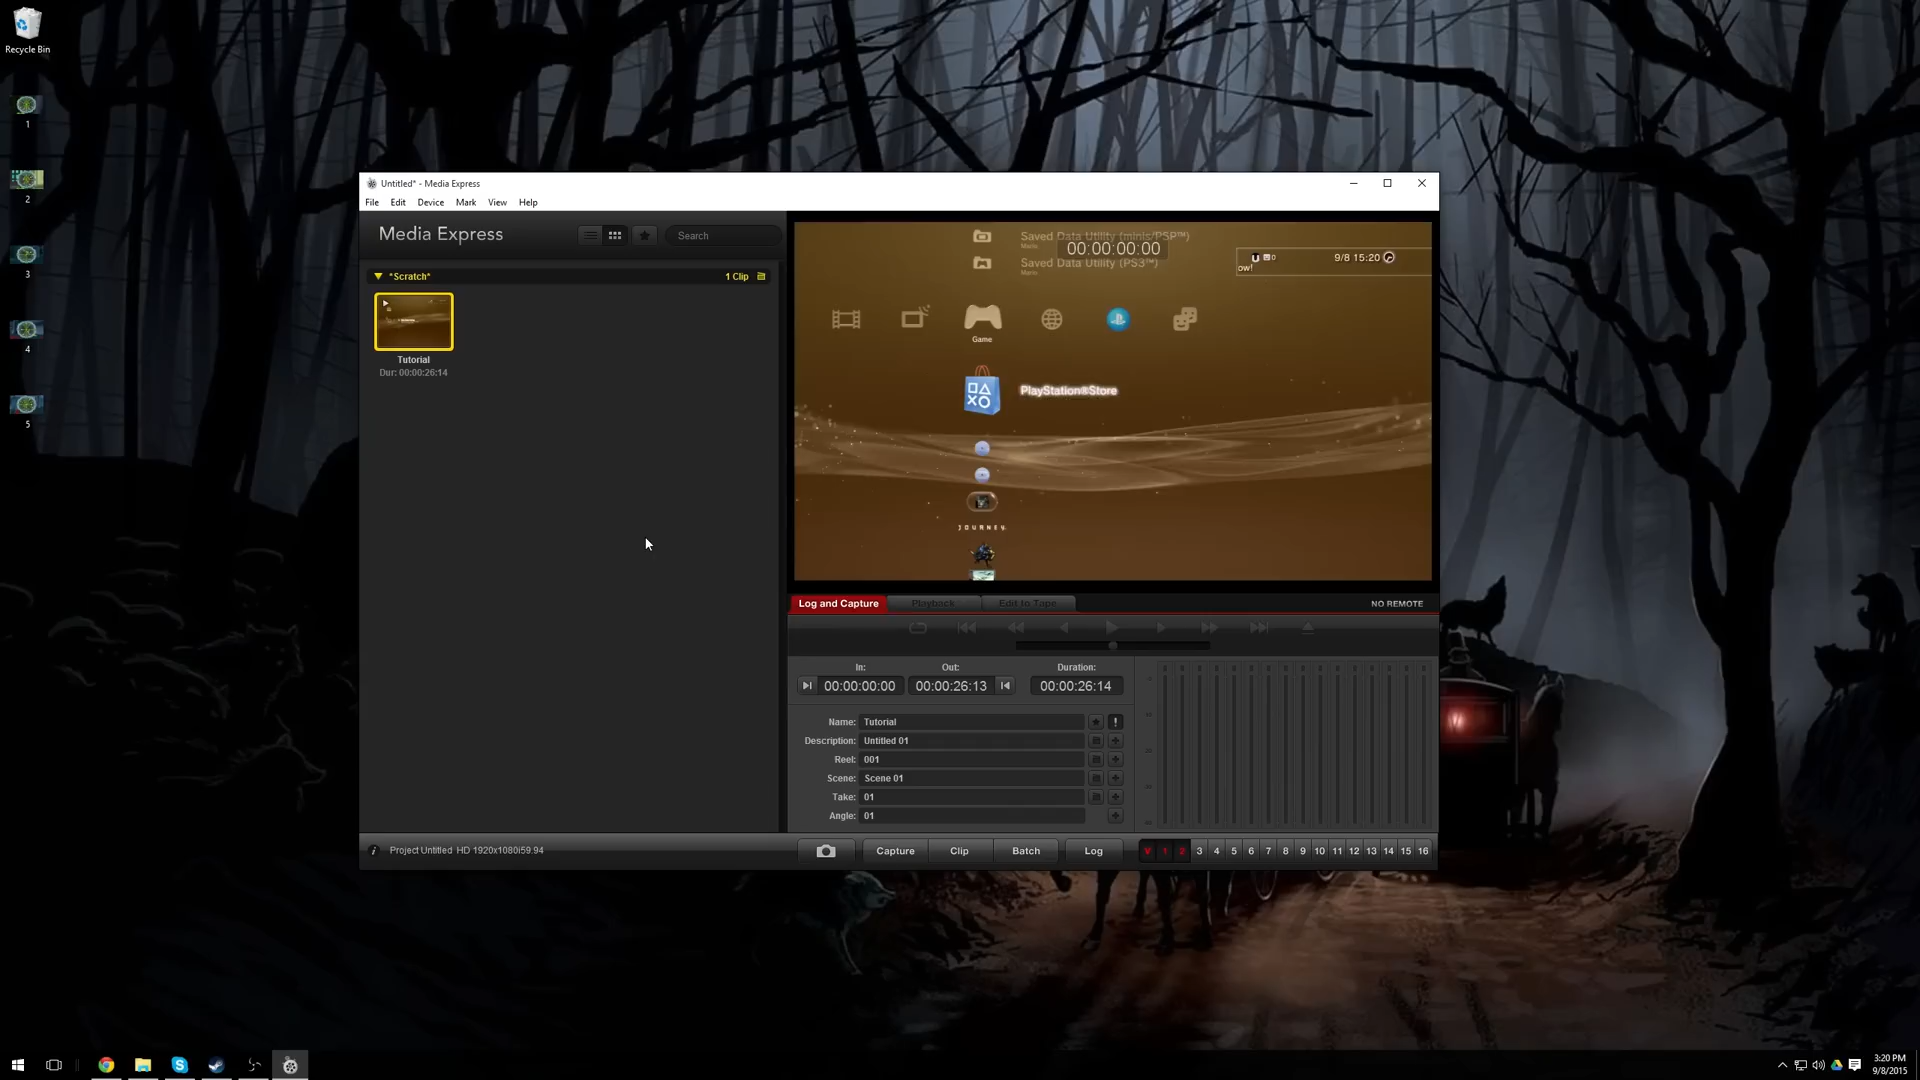 Recycle Bin
1
2
3
4
5
Untitled* - Media Express
File Edit Device Mark View Help
Media Express
Search
*Scratch*
1 Clip
Tutorial
Dur: 00:00:26:14
Saved Data Utility (minis/PSP™)
00:00:00:00
Saved Data Utility (PS3™)
0
9/8 15:20
ow!
Game
PlayStation®Store
JOURNEY
Log and Capture Playback Edit to Tape
NO REMOTE
In: Out: Duration:
00:00:00:00 00:00:26:13 00:00:26:14
Name: Tutorial
Description: Untitled 01
Reel: 001
Scene: Scene 01
Take: 01
Angle: 01
Project Untitled HD 1920x1080i59.94
Capture Clip Batch Log
V 1 2 3 4 5 6 7 8 9 10 11 12 13 14 15 16
3:20 PM
9/8/2015